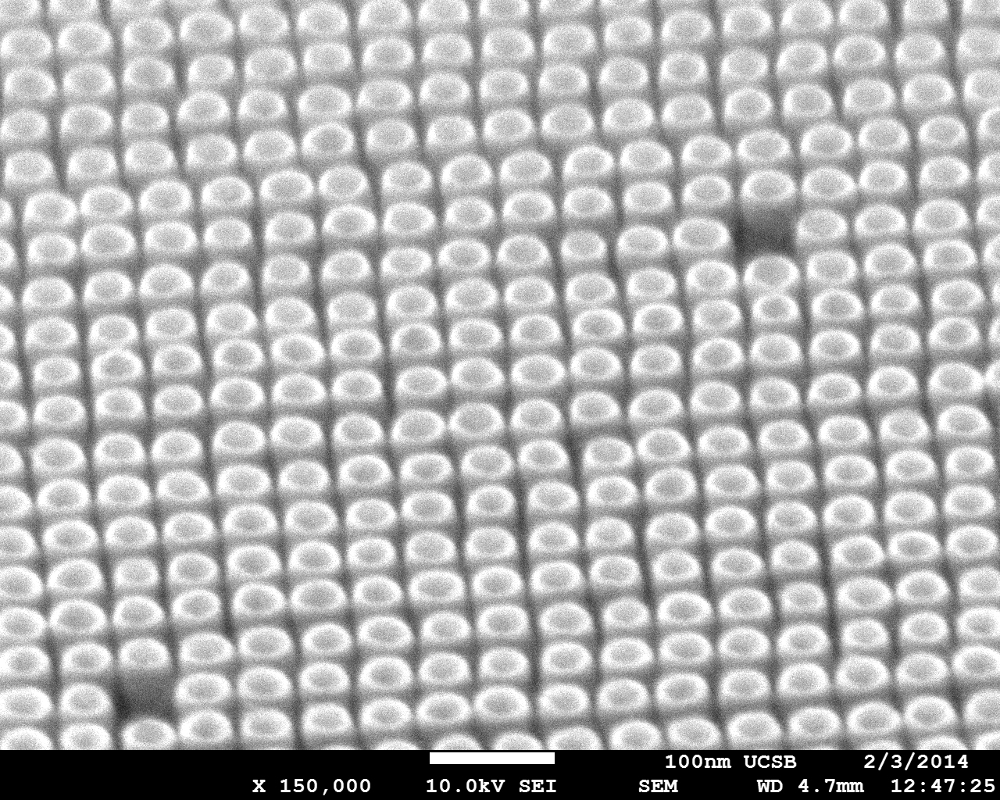 100nm UCSB 2/3/2014
X 150,000 10.0kV SEI SEM WD 4.7mm 12:47:25